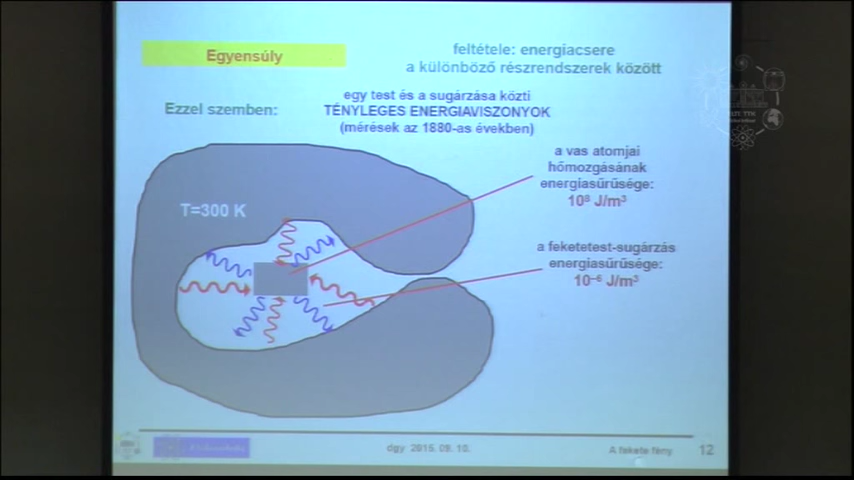 Egyensúly
feltétele: energiacsere
a különböző részrendszerek között
Ezzel szemben:
egy test és a sugárzása közti
TÉNYLEGES ENERGIAVISZONYOK
(mérések az 1880-as években)
a vas atomjai
hőmozgásának
energiasűrűsége:
10⁸ J/m³
T=300 K
a feketetest-sugárzás
energiasűrűsége:
10⁻⁶ J/m³
dgy 2015. 09. 10.
A fekete fény
12